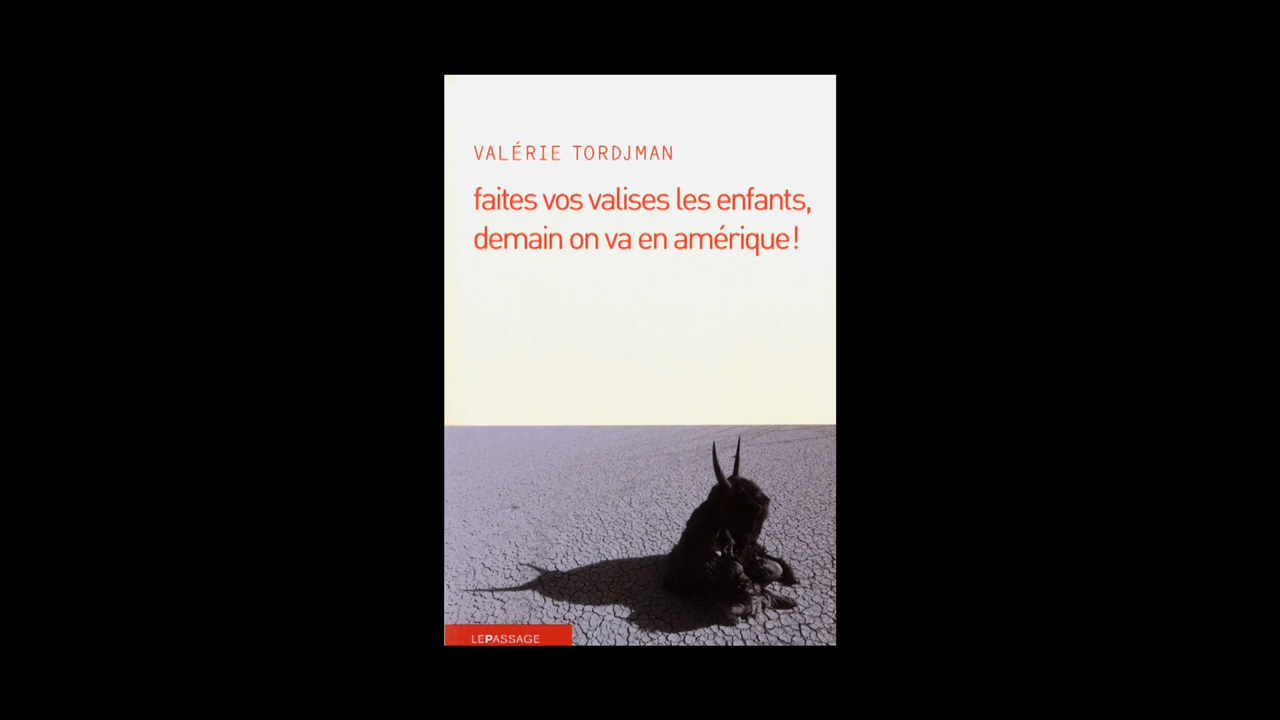 VALÉRIE TORDJMAN
faites vos valises les enfants,
demain on va en amérique !
LEPASSAGE